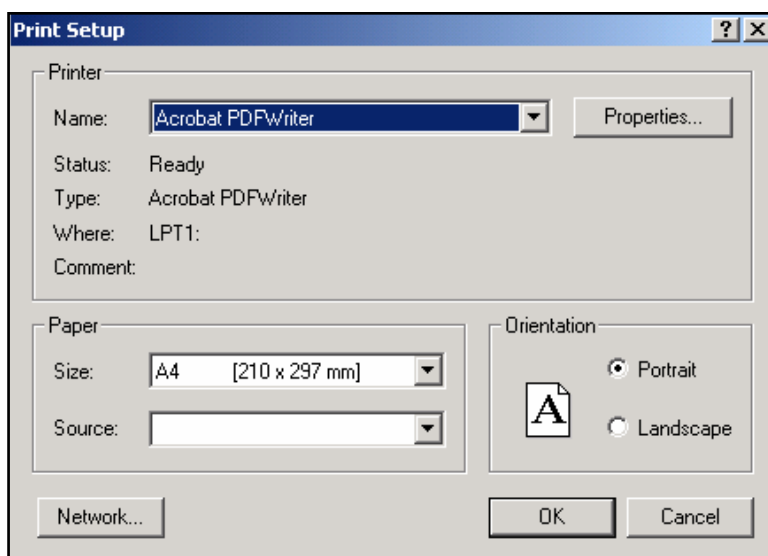 Print Setup
Printer
Name: Acrobat PDFWriter Properties...
Status: Ready
Type: Acrobat PDFWriter
Where: LPT1:
Comment:
Paper
Size: A4 [210 x 297 mm]
Source:
Orientation
A
Portrait
Landscape
Network... OK Cancel